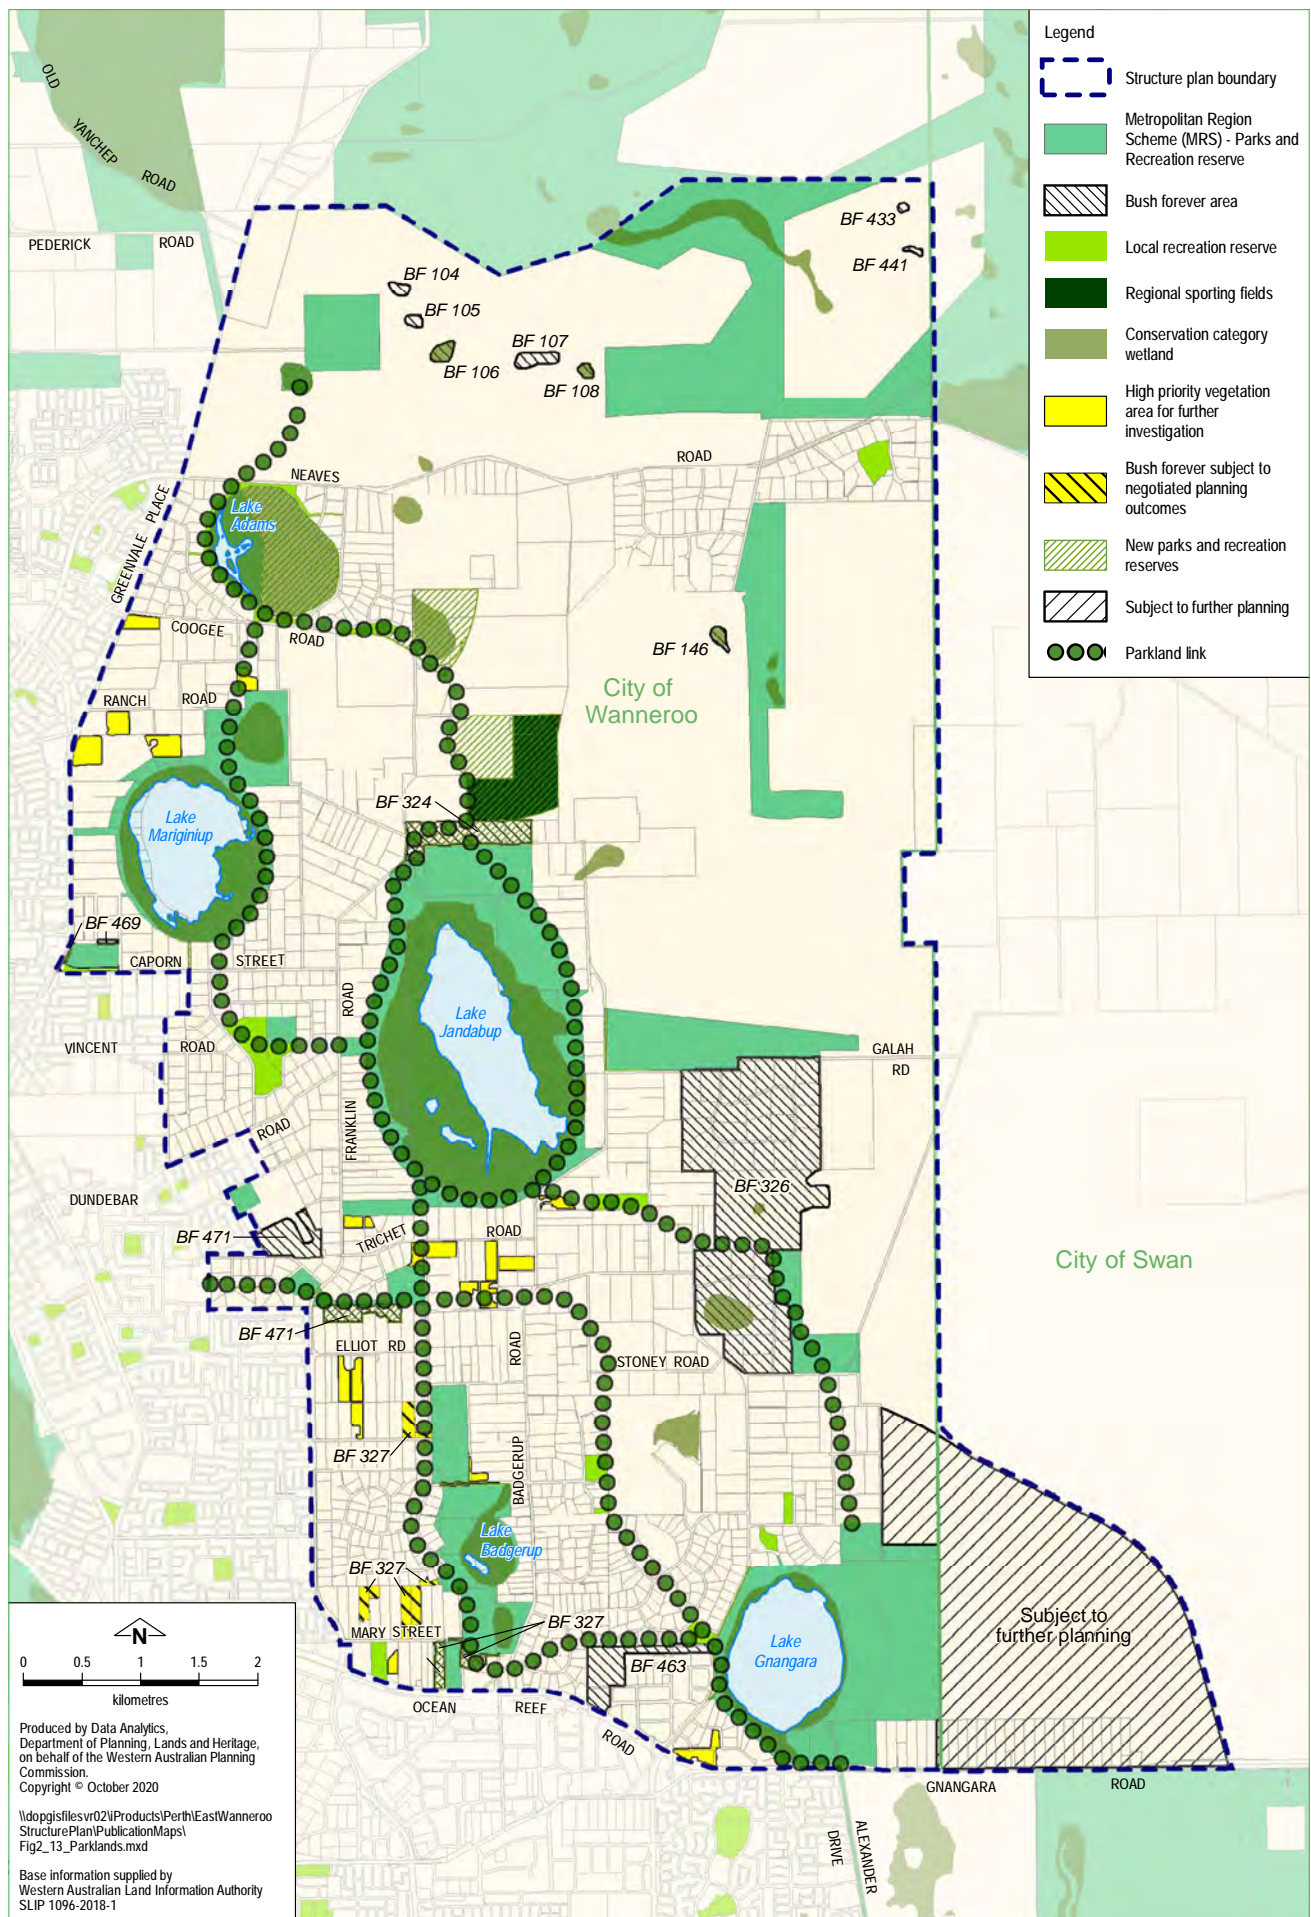 Legend
Structure plan boundary
Metropolitan Region
Scheme (MRS) - Parks and
Recreation reserve
Bush forever area
Local recreation reserve
Regional sporting fields
Conservation category
wetland
High priority vegetation
area for further
investigation
Bush forever subject to
negotiated planning
outcomes
New parks and recreation
reserves
Subject to further planning
Parkland link
OLD
YANCHEP
ROAD
PEDERICK ROAD
BF 433
BF 441
BF 104
BF 105
BF 107
BF 106
BF 108
NEAVES
ROAD
GREENVALE PLACE
Lake
Adams
COOGEE
ROAD
BF 146
City of
Wanneroo
RANCH ROAD
BF 324
Lake
Mariginiup
BF 469
CAPORN STREET
Lake
Jandabup
VINCENT ROAD
FRANKLIN ROAD
ROAD
GALAH
RD
DUNDEBAR
BF 326
BF 471
TRICHET ROAD
City of Swan
BF 471
ELLIOT RD
BADGERUP ROAD
STONEY ROAD
BF 327
Lake
Badgerup
BF 327
MARY STREET
BF 327
BF 463
Lake
Gnangara
Subject to
further planning
OCEAN REEF ROAD
GNANGARA ROAD
ALEXANDER
DRIVE
N
0 0.5 1 1.5 2
kilometres
Produced by Data Analytics,
Department of Planning, Lands and Heritage,
on behalf of the Western Australian Planning
Commission.
Copyright © October 2020
\\dopgisfilesvr02\iProducts\Perth\EastWanneroo
StructurePlan\PublicationMaps\
Fig2_13_Parklands.mxd
Base information supplied by
Western Australian Land Information Authority
SLIP 1096-2018-1